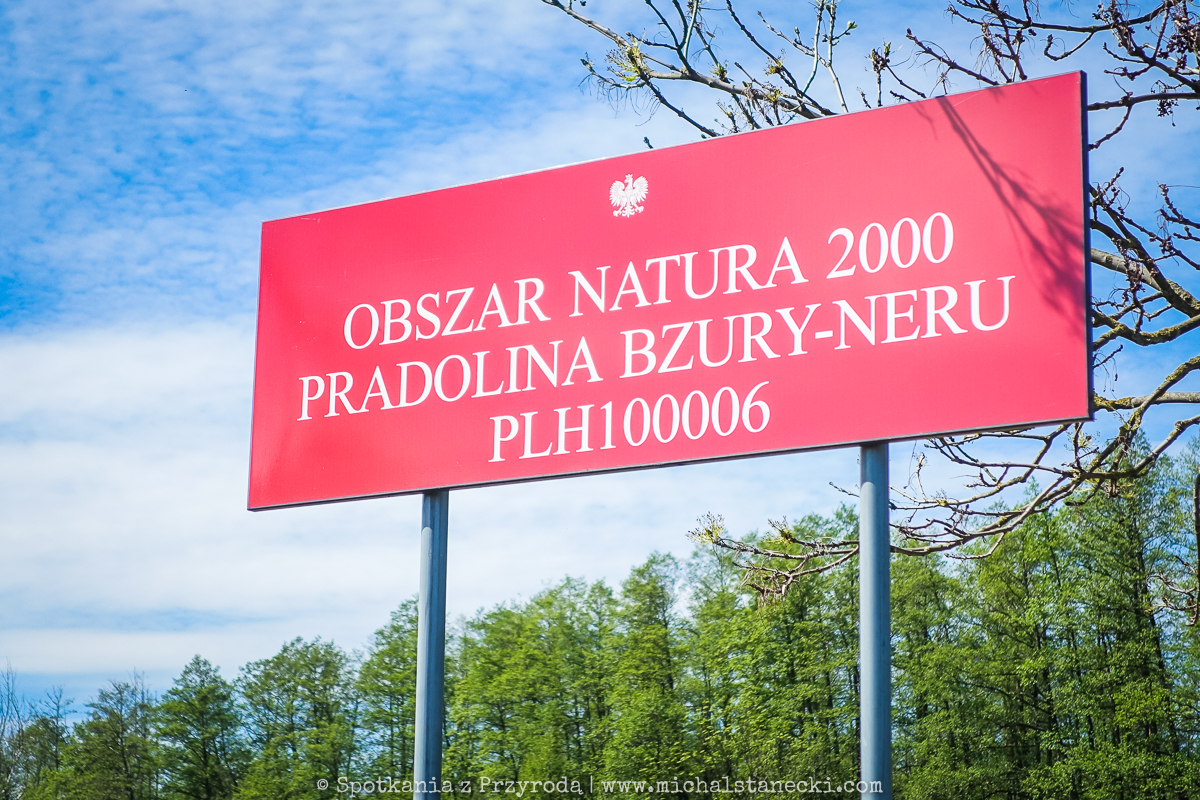 OBSZAR NATURA 2000
PRADOLINA BZURY-NERU
PLH100006
© Spotkania z Przyrodą | www.michalstanecki.com